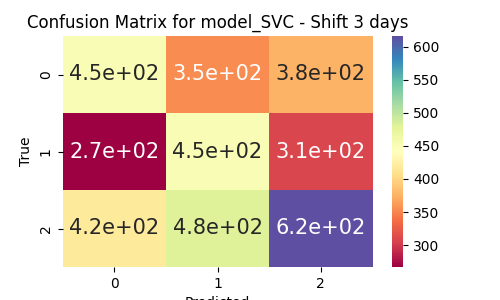 Confusion Matrix for model_SVC - Shift 3 days
0 4.5e+02 3.5e+02 3.8e+02
1 2.7e+02 4.5e+02 3.1e+02
2 4.2e+02 4.8e+02 6.2e+02
True
0 1 2
Predicted
600
550
500
450
400
350
300